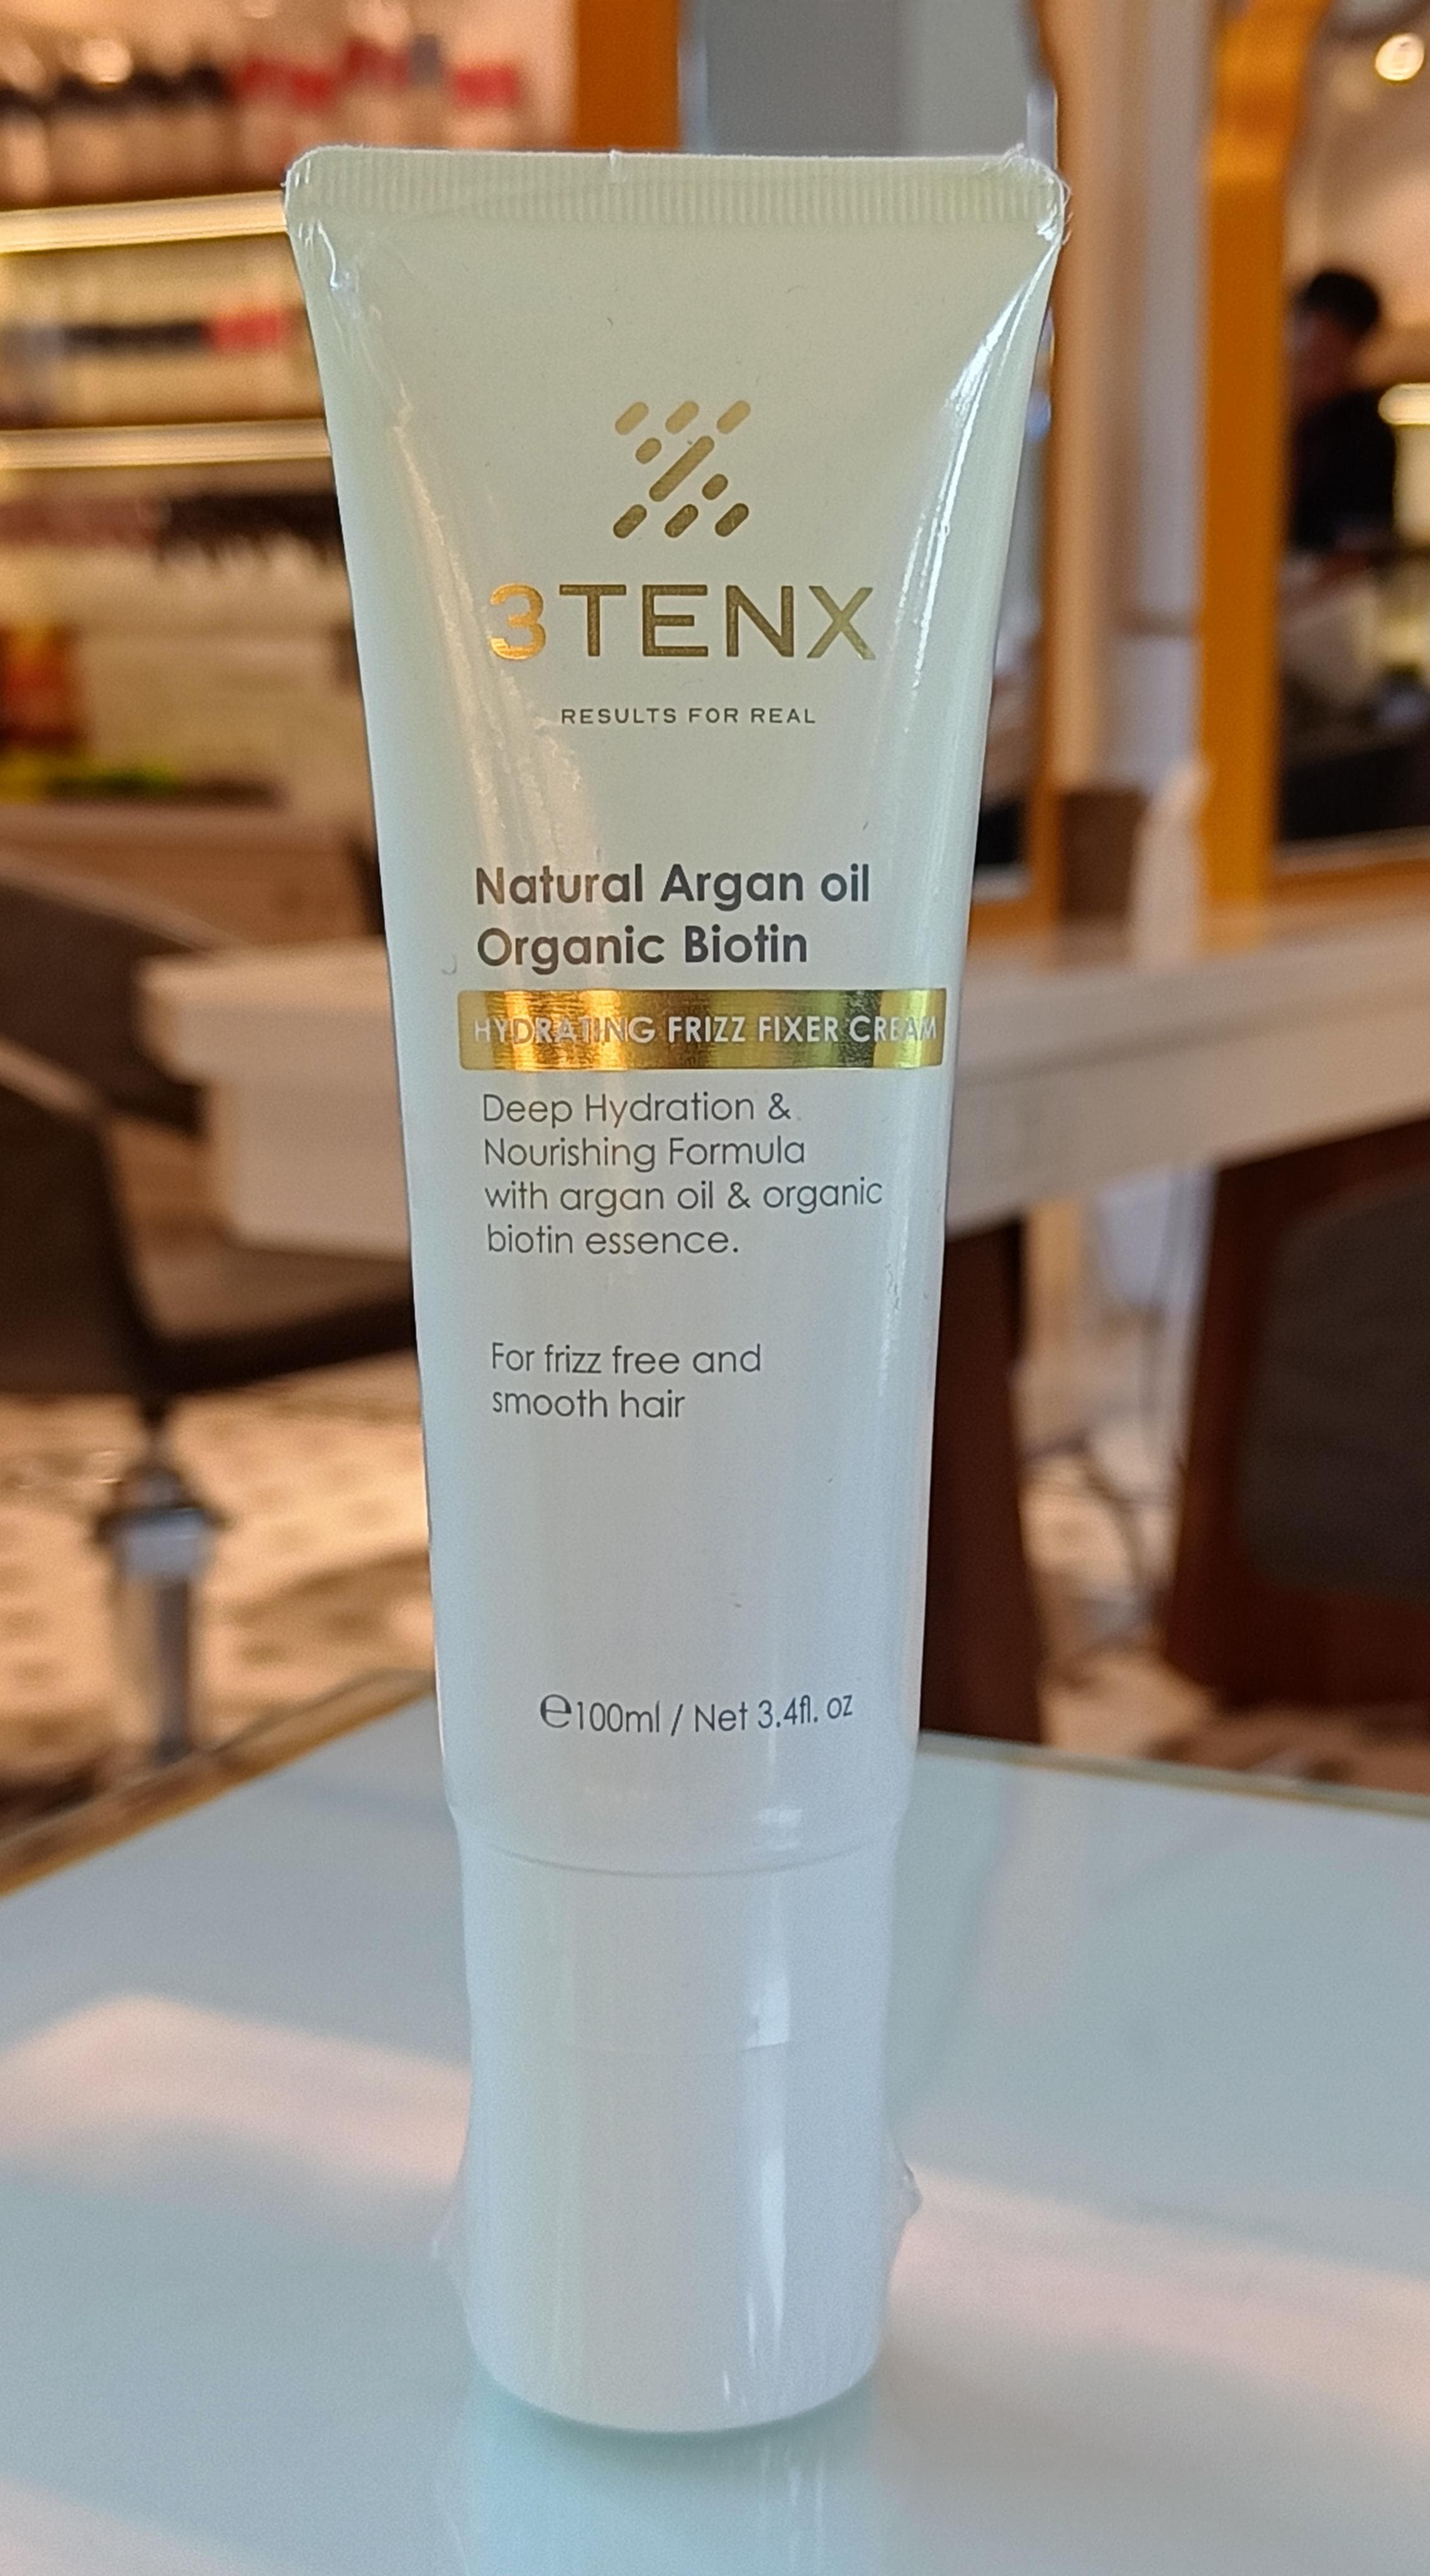 3TENX
RESULTS FOR REAL
Natural Argan oil
Organic Biotin
HYDRATING FRIZZ FIXER CREAM
Deep Hydration &
Nourishing Formula
with argan oil & organic
biotin essence.
For frizz free and
smooth hair
℮100ml / Net 3.4fl. oz